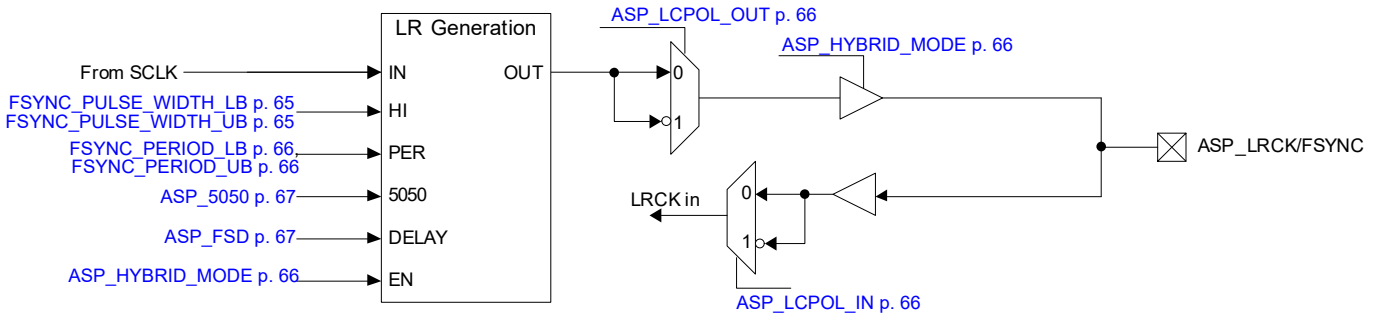 LR Generation
ASP_LCPOL_OUT p. 66
ASP_HYBRID_MODE p. 66
From SCLK
IN
OUT
0
FSYNC_PULSE_WIDTH_LB p. 65
FSYNC_PULSE_WIDTH_UB p. 65
HI
1
FSYNC_PERIOD_LB p. 66,
FSYNC_PERIOD_UB p. 66
PER
ASP_LRCK/FSYNC
ASP_5050 p. 67
5050
LRCK in
0
ASP_FSD p. 67
DELAY
1
ASP_HYBRID_MODE p. 66
EN
ASP_LCPOL_IN p. 66